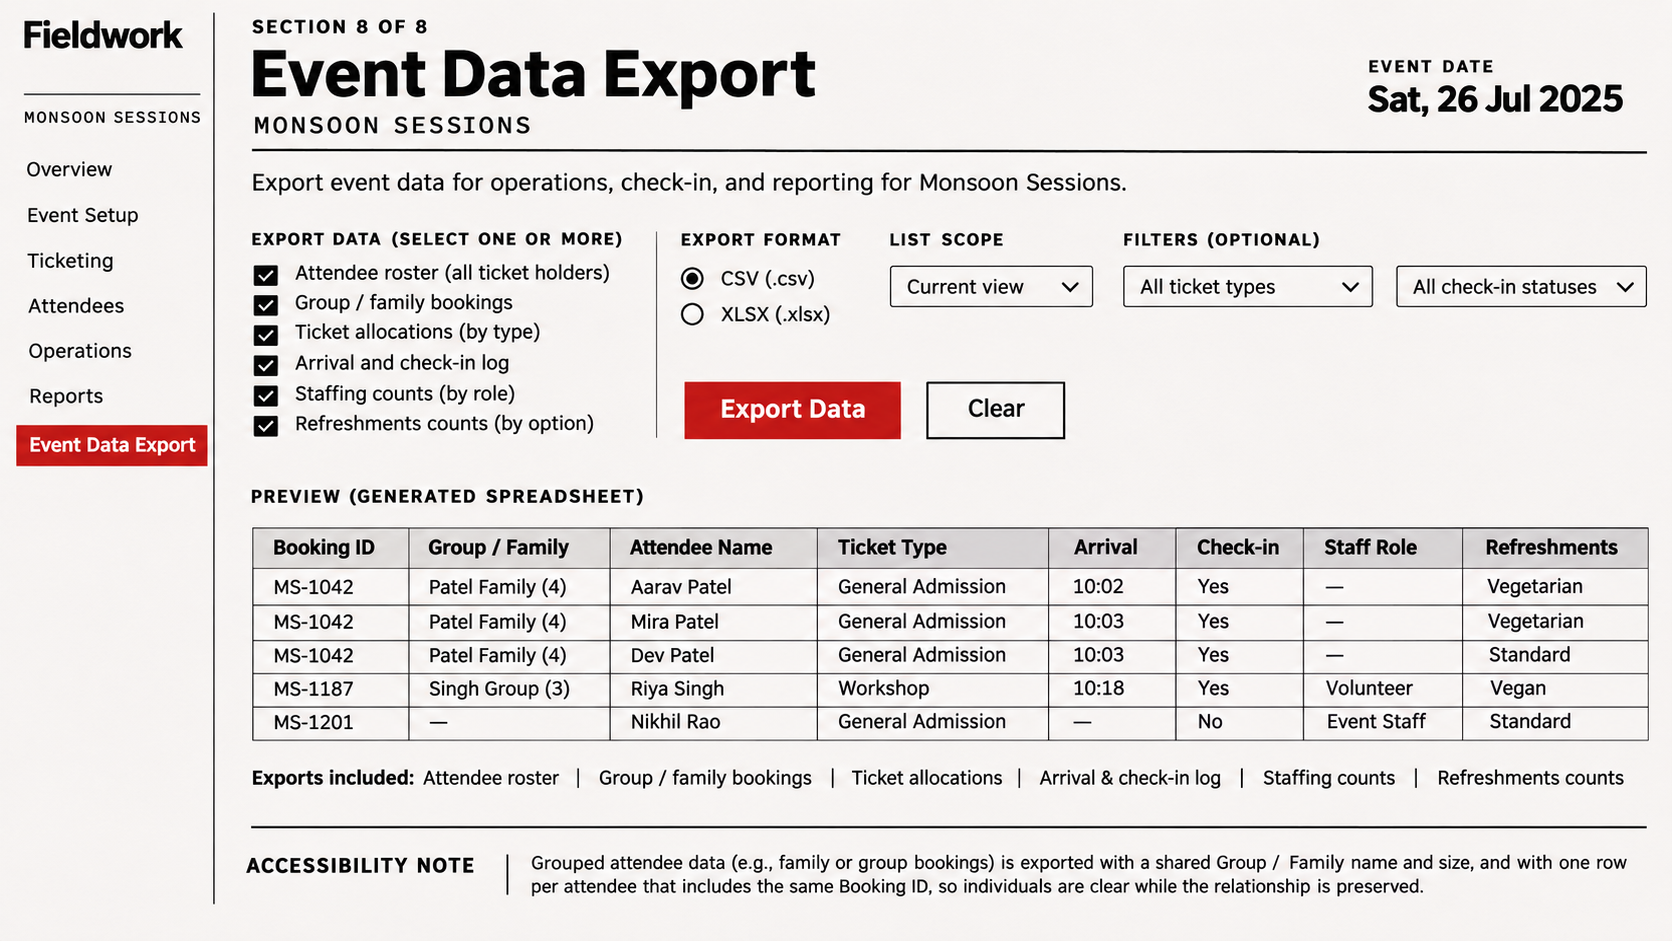 Fieldwork
MONSOON SESSIONS
Overview
Event Setup
Ticketing
Attendees
Operations
Reports
Event Data Export
SECTION 8 OF 8
Event Data Export
MONSOON SESSIONS
EVENT DATE
Sat, 26 Jul 2025
Export event data for operations, check-in, and reporting for Monsoon Sessions.
EXPORT DATA (SELECT ONE OR MORE)
Attendee roster (all ticket holders)
Group / family bookings
Ticket allocations (by type)
Arrival and check-in log
Staffing counts (by role)
Refreshments counts (by option)
EXPORT FORMAT
CSV (.csv)
XLSX (.xlsx)
LIST SCOPE
Current view
FILTERS (OPTIONAL)
All ticket types
All check-in statuses
Export Data
Clear
PREVIEW (GENERATED SPREADSHEET)
Booking ID Group / Family Attendee Name Ticket Type Arrival Check-in Staff Role Refreshments
MS-1042 Patel Family (4) Aarav Patel General Admission 10:02 Yes — Vegetarian
MS-1042 Patel Family (4) Mira Patel General Admission 10:03 Yes — Vegetarian
MS-1042 Patel Family (4) Dev Patel General Admission 10:03 Yes — Standard
MS-1187 Singh Group (3) Riya Singh Workshop 10:18 Yes Volunteer Vegan
MS-1201 — Nikhil Rao General Admission — No Event Staff Standard
Exports included: Attendee roster | Group / family bookings | Ticket allocations | Arrival & check-in log | Staffing counts | Refreshments counts
ACCESSIBILITY NOTE
Grouped attendee data (e.g., family or group bookings) is exported with a shared Group / Family name and size, and with one row
per attendee that includes the same Booking ID, so individuals are clear while the relationship is preserved.